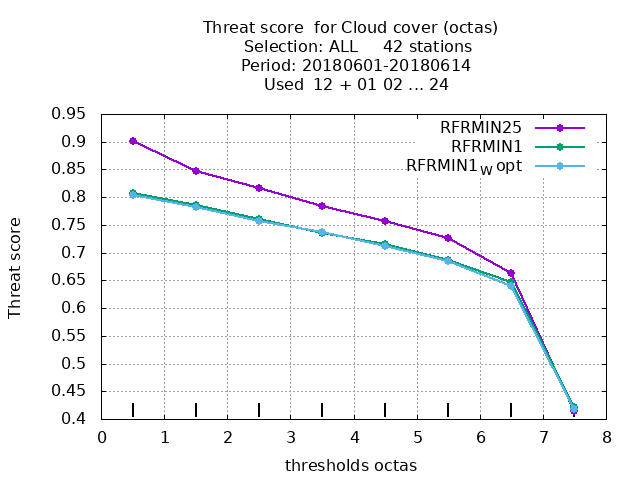 Threat score  for Cloud cover (octas)
Selection: ALL     42 stations
Period: 20180601-20180614
Used  12 + 01 02 ... 24
0.95
0.9
0.85
0.8
0.75
0.7
0.65
0.6
0.55
0.5
0.45
0.4
Threat score
RFRMIN25
RFRMIN1
RFRMIN1W opt
0 1 2 3 4 5 6 7 8
thresholds octas